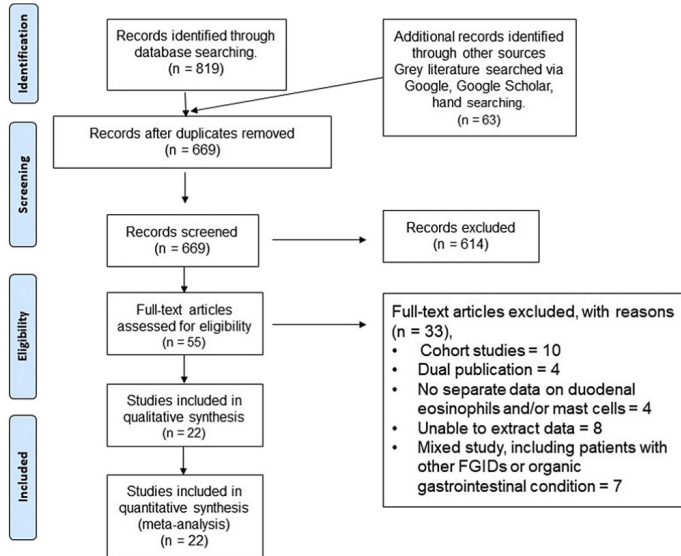 Identification
Records identified through
database searching.
(n = 819)
Additional records identified
through other sources
Grey literature searched via
Google, Google Scholar,
hand searching.
(n = 63)
Screening
Records after duplicates removed
(n = 669)
Records screened
(n = 669)
Records excluded
(n = 614)
Eligibility
Full-text articles
assessed for eligibility
(n = 55)
Full-text articles excluded, with reasons
(n = 33),
• Cohort studies = 10
• Dual publication = 4
• No separate data on duodenal
eosinophils and/or mast cells = 4
• Unable to extract data = 8
• Mixed study, including patients with
other FGIDs or organic
gastrointestinal condition = 7
Studies included in
qualitative synthesis
(n = 22)
Included
Studies included in
quantitative synthesis
(meta-analysis)
(n = 22)